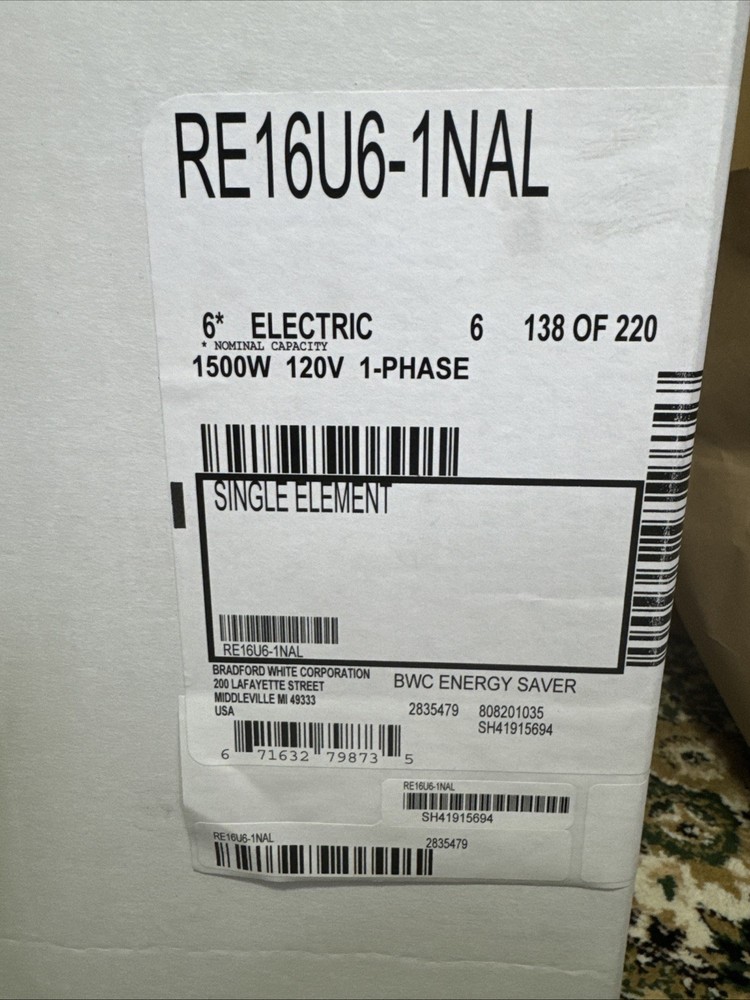 RE16U6-1NAL
6* ELECTRIC 6 138 OF 220
* NOMINAL CAPACITY
1500W 120V 1-PHASE
SINGLE ELEMENT
RE16U6-1NAL
BRADFORD WHITE CORPORATION
200 LAFAYETTE STREET
MIDDLEVILLE MI 49333
USA
BWC ENERGY SAVER
2835479 808201035
SH41915694
6 71632 79873 5
RE16U6-1NAL
SH41915694
RE16U6-1NAL 2835479